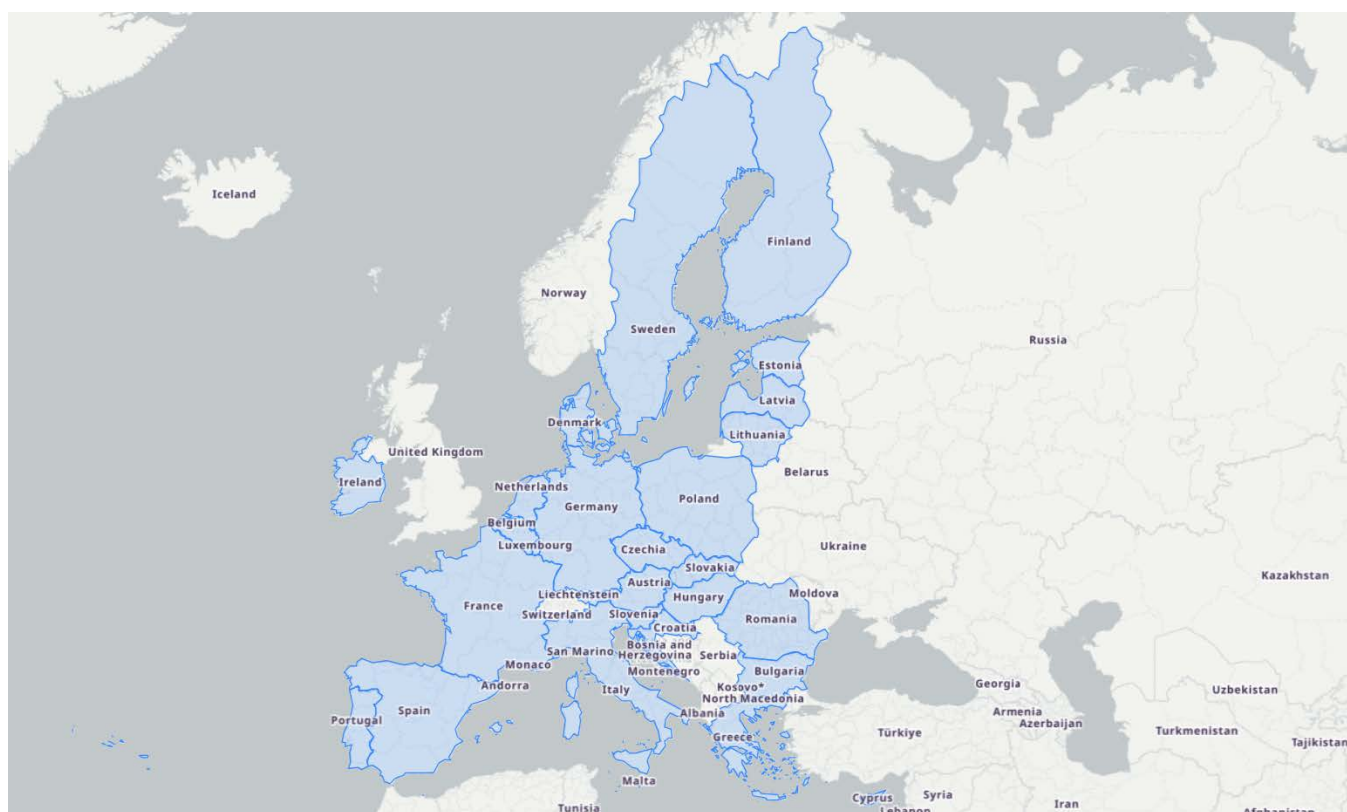 Iceland
Finland
Norway
Sweden
Russia
Estonia
Latvia
Denmark
Lithuania
United Kingdom
Belarus
Ireland
Netherlands
Poland
Germany
Belgium
Luxembourg
Czechia
Ukraine
Slovakia
Kazakhstan
Austria
Liechtenstein
Hungary
Moldova
France
Switzerland
Slovenia
Romania
Croatia
Bosnia and
Herzegovina
San Marino
Serbia
Monaco
Montenegro
Bulgaria
Andorra
Italy
Kosovo*
Georgia
Uzbekistan
North Macedonia
Spain
Portugal
Albania
Armenia
Azerbaijan
Greece
Türkiye
Turkmenistan
Tajikistan
Malta
Cyprus
Syria
Tunisia
Lebanon
Iran
Afghanistan